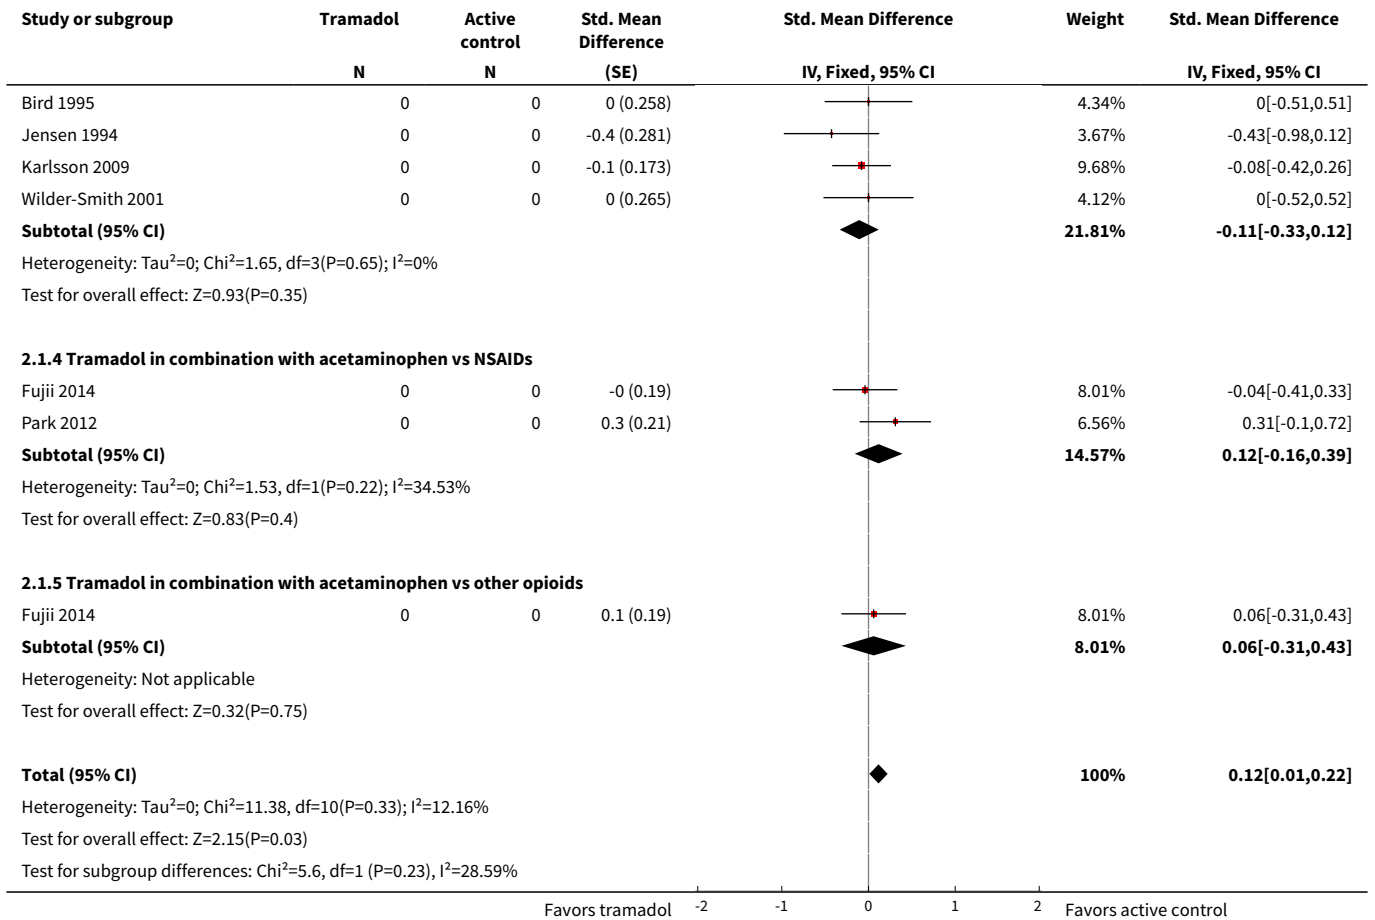 Study or subgroup Tramadol Active control Std. Mean Difference Std. Mean Difference Weight Std. Mean Difference
N N (SE) IV, Fixed, 95% CI IV, Fixed, 95% CI
Bird 1995 0 0 0 (0.258) 4.34% 0[-0.51,0.51]
Jensen 1994 0 0 -0.4 (0.281) 3.67% -0.43[-0.98,0.12]
Karlsson 2009 0 0 -0.1 (0.173) 9.68% -0.08[-0.42,0.26]
Wilder-Smith 2001 0 0 0 (0.265) 4.12% 0[-0.52,0.52]
Subtotal (95% CI) 21.81% -0.11[-0.33,0.12]
Heterogeneity: Tau²=0; Chi²=1.65, df=3(P=0.65); I²=0%
Test for overall effect: Z=0.93(P=0.35)
2.1.4 Tramadol in combination with acetaminophen vs NSAIDs
Fujii 2014 0 0 -0 (0.19) 8.01% -0.04[-0.41,0.33]
Park 2012 0 0 0.3 (0.21) 6.56% 0.31[-0.1,0.72]
Subtotal (95% CI) 14.57% 0.12[-0.16,0.39]
Heterogeneity: Tau²=0; Chi²=1.53, df=1(P=0.22); I²=34.53%
Test for overall effect: Z=0.83(P=0.4)
2.1.5 Tramadol in combination with acetaminophen vs other opioids
Fujii 2014 0 0 0.1 (0.19) 8.01% 0.06[-0.31,0.43]
Subtotal (95% CI) 8.01% 0.06[-0.31,0.43]
Heterogeneity: Not applicable
Test for overall effect: Z=0.32(P=0.75)
Total (95% CI) 100% 0.12[0.01,0.22]
Heterogeneity: Tau²=0; Chi²=11.38, df=10(P=0.33); I²=12.16%
Test for overall effect: Z=2.15(P=0.03)
Test for subgroup differences: Chi²=5.6, df=1 (P=0.23), I²=28.59%
Favors tramadol -2 -1 0 1 2 Favors active control